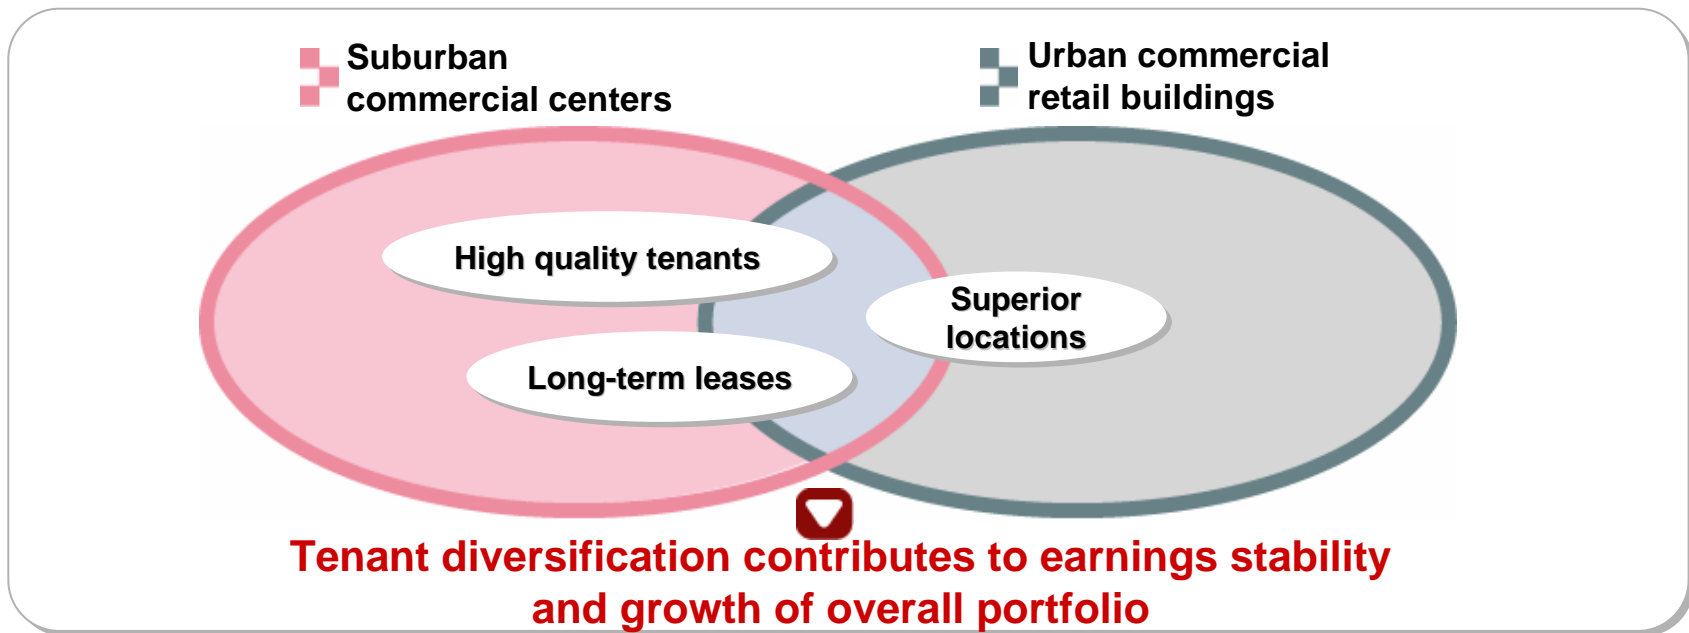 Suburban
commercial centers
Urban commercial
retail buildings
High quality tenants
Superior
locations
Long-term leases
Tenant diversification contributes to earnings stability
and growth of overall portfolio